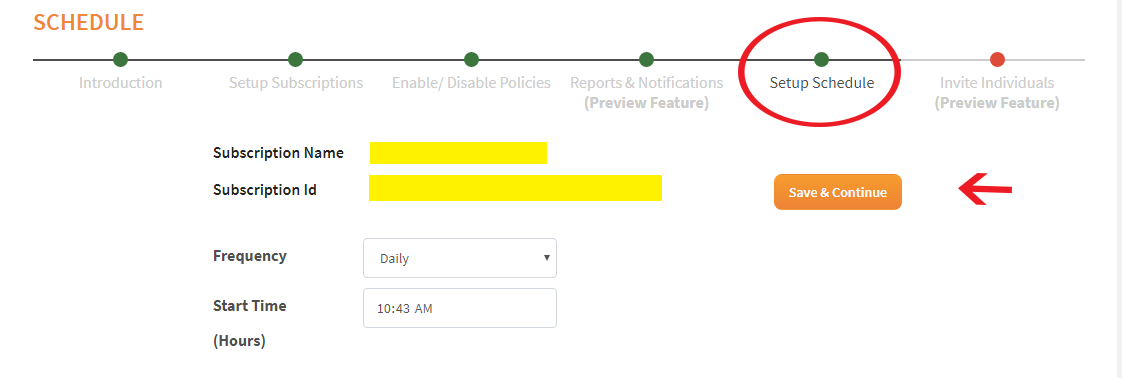 SCHEDULE
Introduction
Setup Subscriptions
Enable/ Disable Policies
Reports & Notifications
(Preview Feature)
Setup Schedule
Invite Individuals
(Preview Feature)
Subscription Name
Subscription Id
Save & Continue
Frequency
Daily
Start Time
(Hours)
10:43 AM